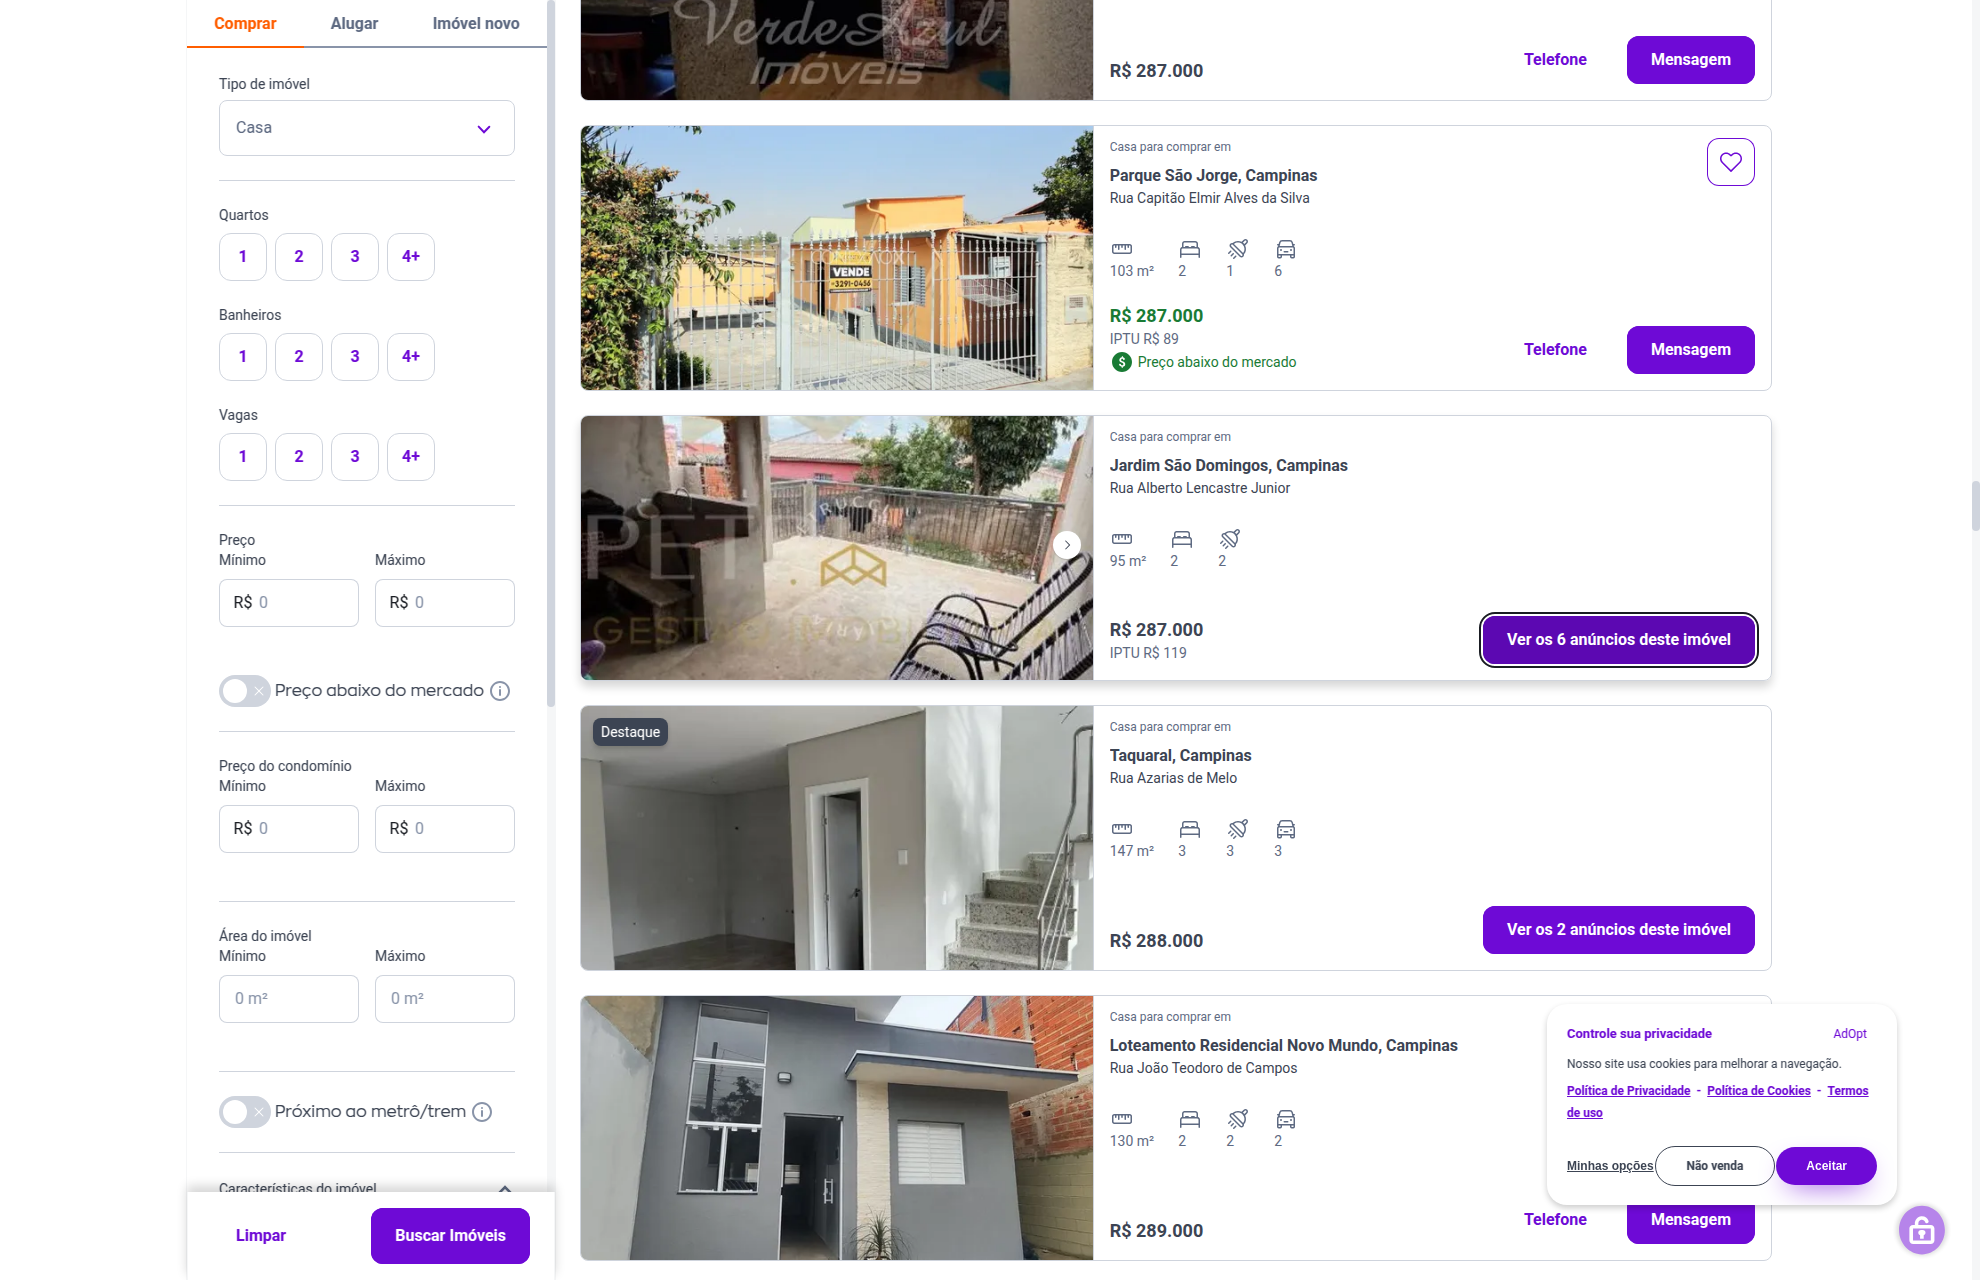 Comprar
Alugar
Imóvel novo
Tipo de imóvel
Casa
Quartos
1
2
3
4+
Banheiros
1
2
3
4+
Vagas
1
2
3
4+
Preço
Mínimo
Máximo
R$ 0
R$ 0
Preço abaixo do mercado
Preço do condomínio
Mínimo
Máximo
R$ 0
R$ 0
Área do imóvel
Mínimo
Máximo
0 m²
0 m²
Próximo ao metrô/trem
Características do imóvel
Limpar
Buscar Imóveis
VerdeAzul
Imóveis
R$ 287.000
Telefone
Mensagem
VENDE
3291-0456
Casa para comprar em
Parque São Jorge, Campinas
Rua Capitão Elmir Alves da Silva
103 m²
2
1
6
R$ 287.000
IPTU R$ 89
Preço abaixo do mercado
Telefone
Mensagem
Casa para comprar em
Jardim São Domingos, Campinas
Rua Alberto Lencastre Junior
95 m²
2
2
R$ 287.000
IPTU R$ 119
Ver os 6 anúncios deste imóvel
Destaque
Casa para comprar em
Taquaral, Campinas
Rua Azarias de Melo
147 m²
3
3
3
R$ 288.000
Ver os 2 anúncios deste imóvel
Casa para comprar em
Loteamento Residencial Novo Mundo, Campinas
Rua João Teodoro de Campos
130 m²
2
2
2
R$ 289.000
Telefone
Mensagem
Controle sua privacidade
AdOpt
Nosso site usa cookies para melhorar a navegação.
Política de Privacidade - Política de Cookies - Termos
de uso
Minhas opções
Não venda
Aceitar